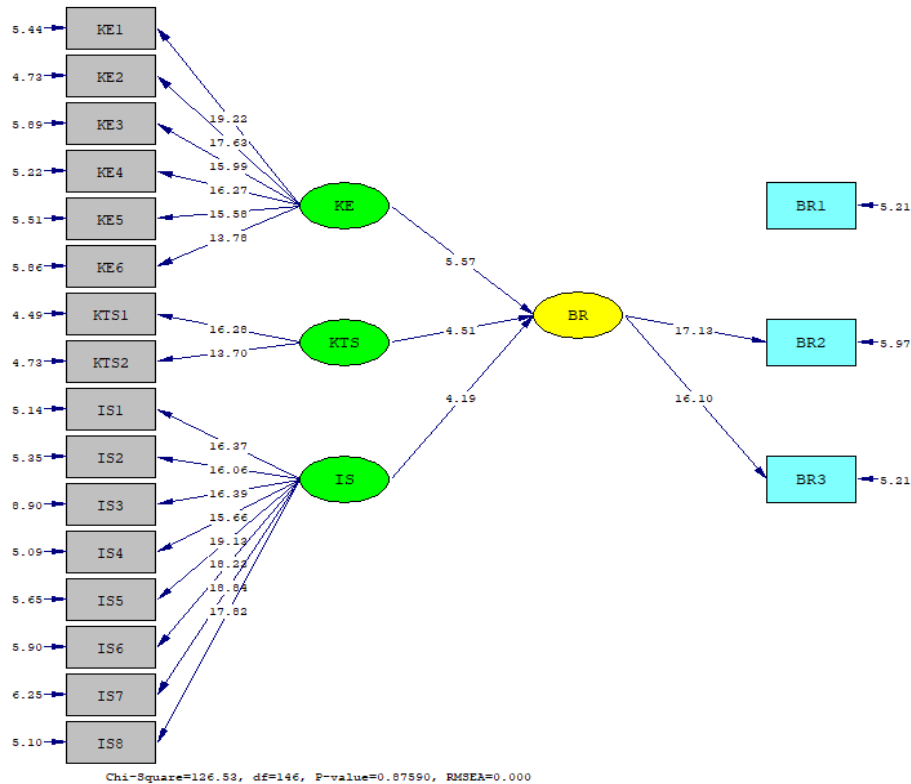 5.44 KE1
4.73 KE2
5.89 KE3
5.22 KE4
5.51 KE5
5.86 KE6
4.49 KTS1
4.73 KTS2
5.14 IS1
5.35 IS2
8.90 IS3
5.09 IS4
5.65 IS5
5.90 IS6
6.25 IS7
5.10 IS8
19.22
17.63
15.99
16.27
15.58
13.78
16.28
13.70
16.37
16.06
16.39
15.66
19.13
18.22
18.84
17.82
KE
KTS
IS
5.57
4.51
4.19
BR
17.13
16.10
BR1 5.21
BR2 5.97
BR3 5.21
Chi-Square=126.53, df=146, P-value=0.87590, RMSEA=0.000